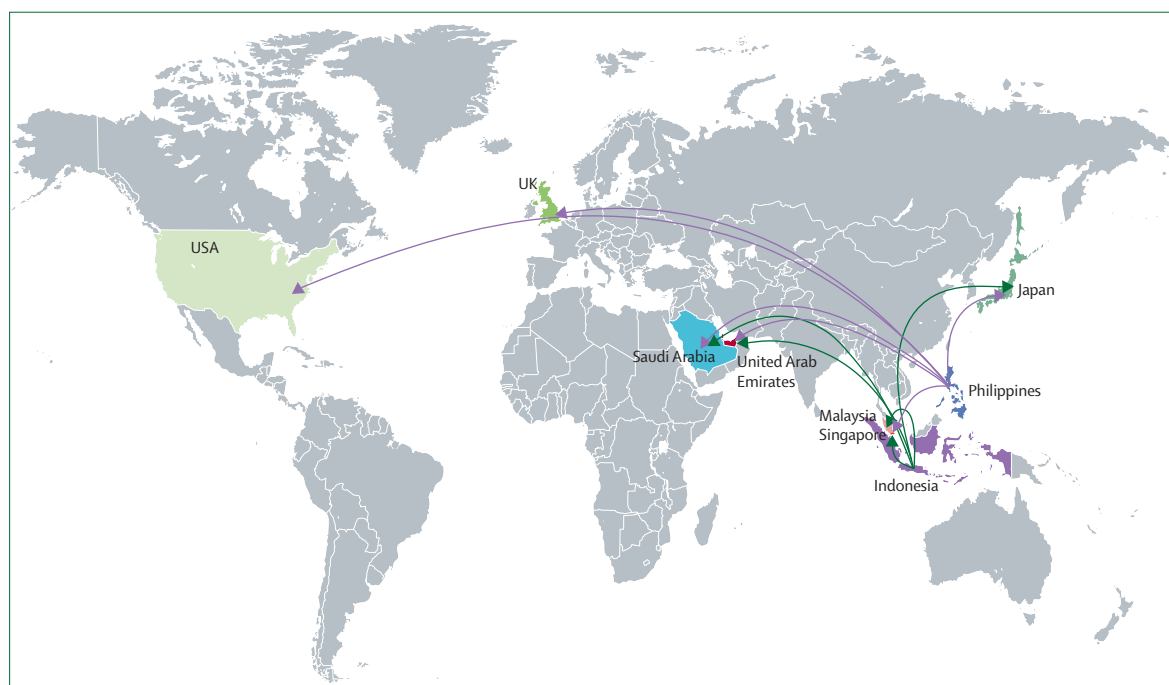 UK
USA
Japan
Saudi Arabia
United Arab
Emirates
Philippines
Malaysia
Singapore
Indonesia